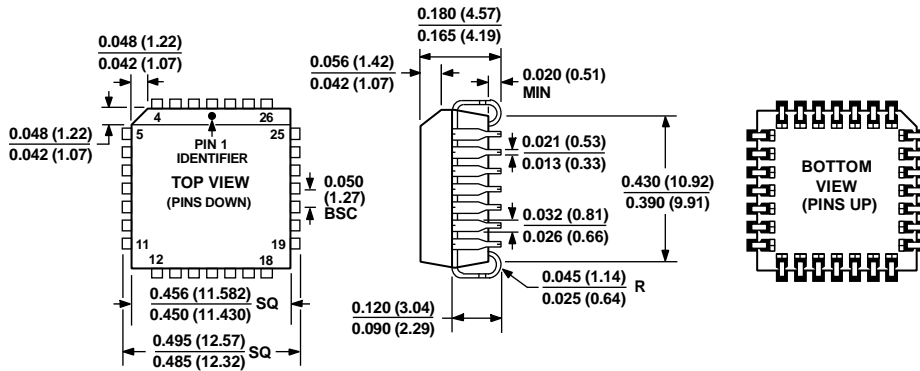 0.048 (1.22)
0.042 (1.07)
0.048 (1.22)
0.042 (1.07)
4
26
5
25
PIN 1
IDENTIFIER
TOP VIEW
(PINS DOWN)
11
19
12
18
0.050
(1.27)
BSC
0.456 (11.582)
0.450 (11.430)
SQ
0.495 (12.57)
0.485 (12.32)
SQ
0.180 (4.57)
0.165 (4.19)
0.056 (1.42)
0.042 (1.07)
0.020 (0.51)
MIN
0.021 (0.53)
0.013 (0.33)
0.032 (0.81)
0.026 (0.66)
0.430 (10.92)
0.390 (9.91)
0.045 (1.14)
0.025 (0.64)
R
0.120 (3.04)
0.090 (2.29)
BOTTOM
VIEW
(PINS UP)